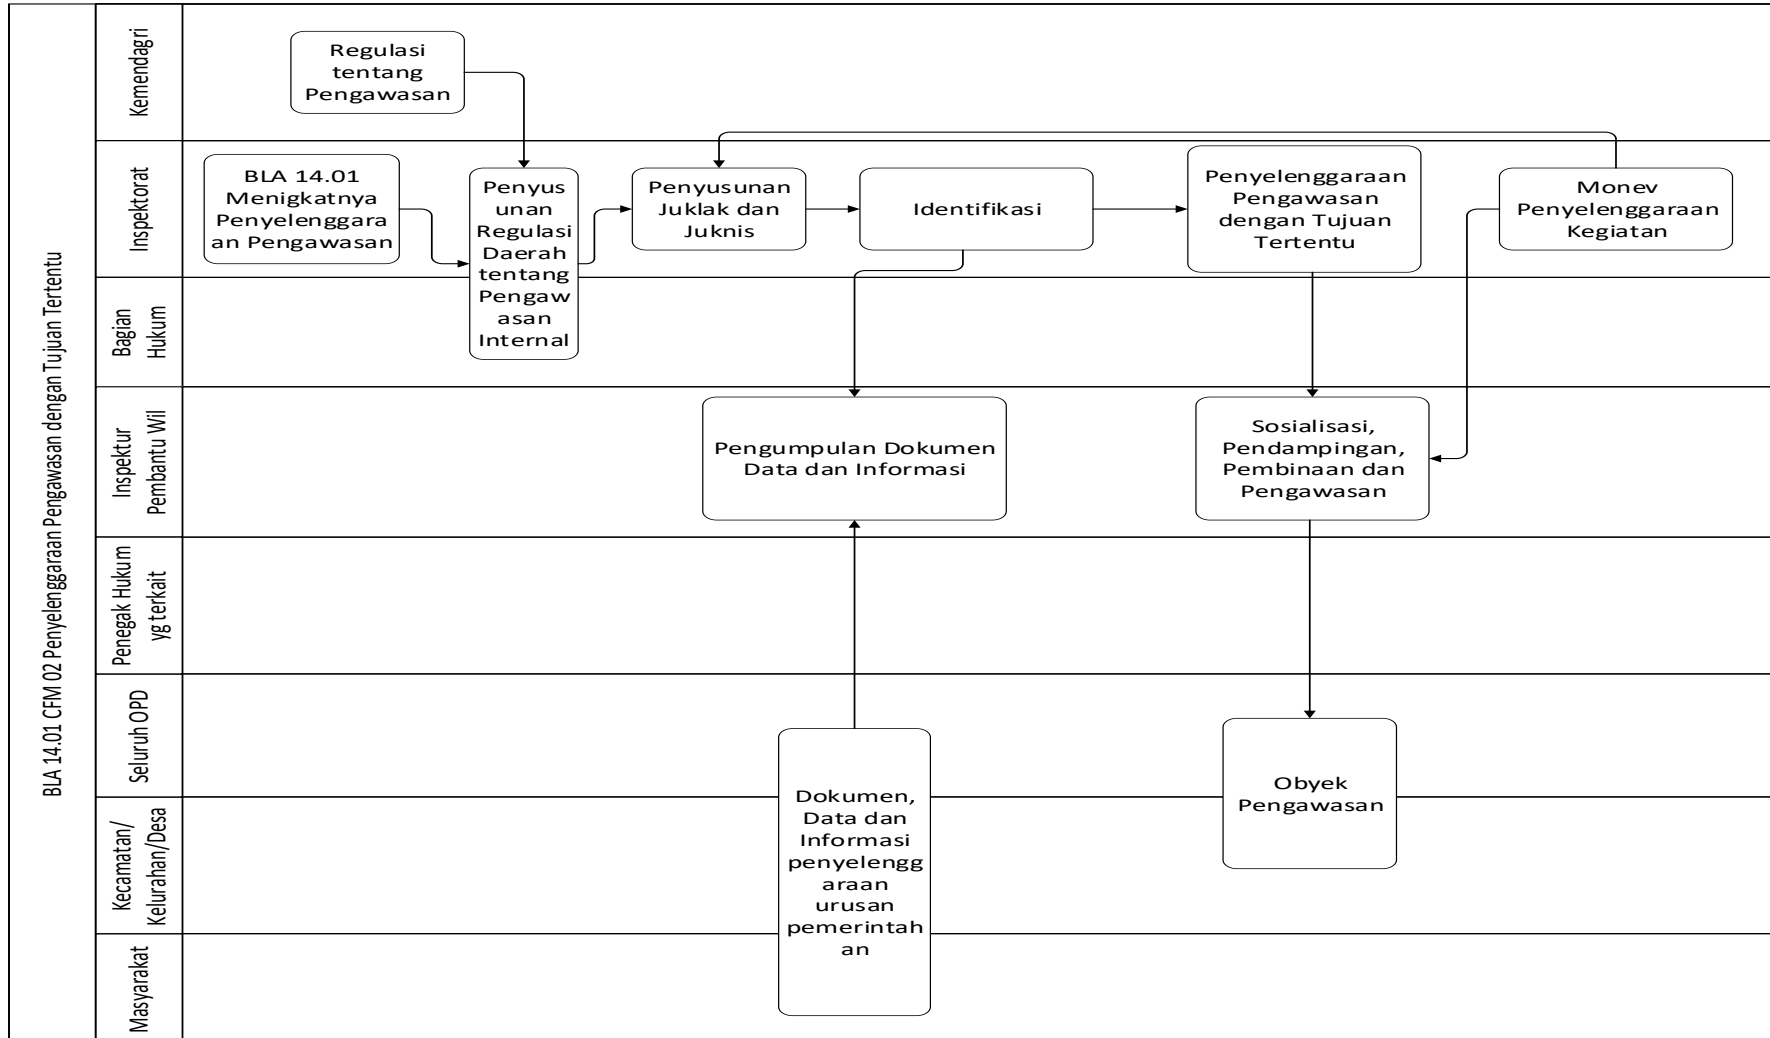 BLA 14.01 CFM 02 Penyelenggaraan Pengawasan dengan Tujuan Tertentu
Kemendagri
Regulasi
tentang
Pengawasan
Inspektorat
BLA 14.01
Menigkatnya
Penyelenggara
an Pengawasan
Penyus
unan
Regulasi
Daerah
tentang
Pengaw
asan
Internal
Penyusunan
Juklak dan
Juknis
Identifikasi
Penyelenggaraan
Pengawasan
dengan Tujuan
Tertentu
Monev
Penyelenggaraan
Kegiatan
Bagian
Hukum
Inspektur
Pembantu Wil
Pengumpulan Dokumen
Data dan Informasi
Sosialisasi,
Pendampingan,
Pembinaan dan
Pengawasan
Penegak Hukum
yg terkait
Seluruh OPD
Dokumen,
Data dan
Informasi
penyelengg
araan
urusan
pemerintah
an
Obyek
Pengawasan
Kecamatan/
Kelurahan/Desa
Masyarakat